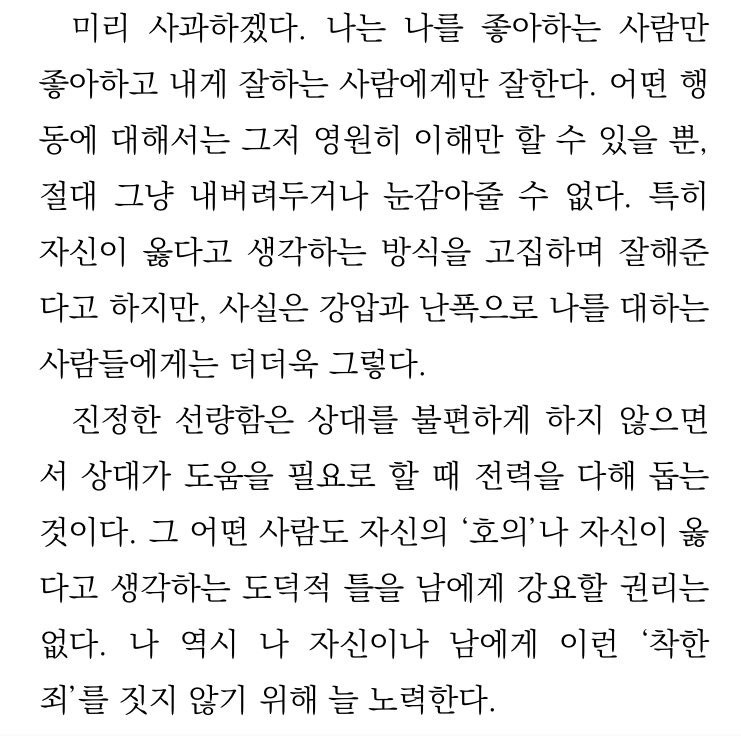 미리 사과하겠다. 나는 나를 좋아하는 사람만
좋아하고 내게 잘하는 사람에게만 잘한다. 어떤 행
동에 대해서는 그저 영원히 이해만 할 수 있을 뿐,
절대 그냥 내버려두거나 눈감아줄 수 없다. 특히
자신이 옳다고 생각하는 방식을 고집하며 잘해준
다고 하지만, 사실은 강압과 난폭으로 나를 대하는
사람들에게는 더더욱 그렇다.
진정한 선량함은 상대를 불편하게 하지 않으면
서 상대가 도움을 필요로 할 때 전력을 다해 돕는
것이다. 그 어떤 사람도 자신의 ‘호의’나 자신이 옳
다고 생각하는 도덕적 틀을 남에게 강요할 권리는
없다. 나 역시 나 자신이나 남에게 이런 ‘착한
죄’를 짓지 않기 위해 늘 노력한다.